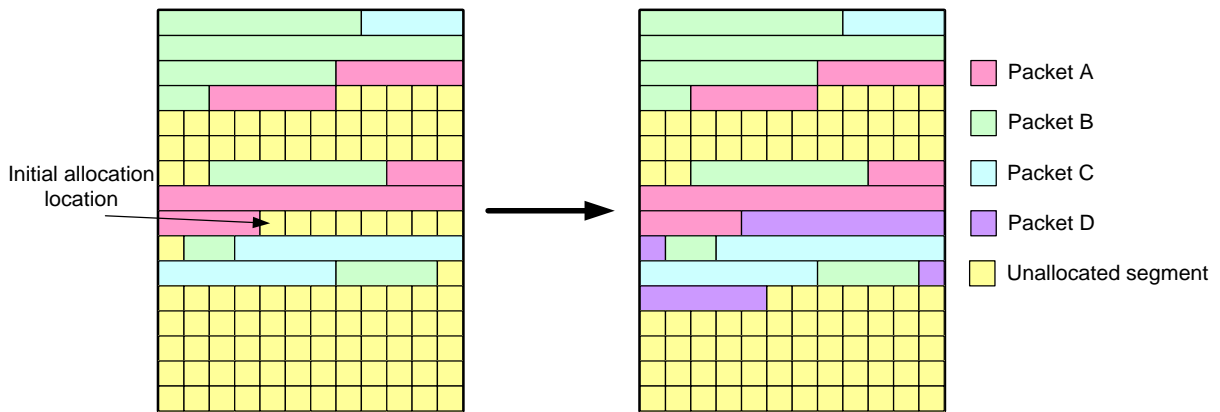 Initial allocation
location
Packet A
Packet B
Packet C
Packet D
Unallocated segment